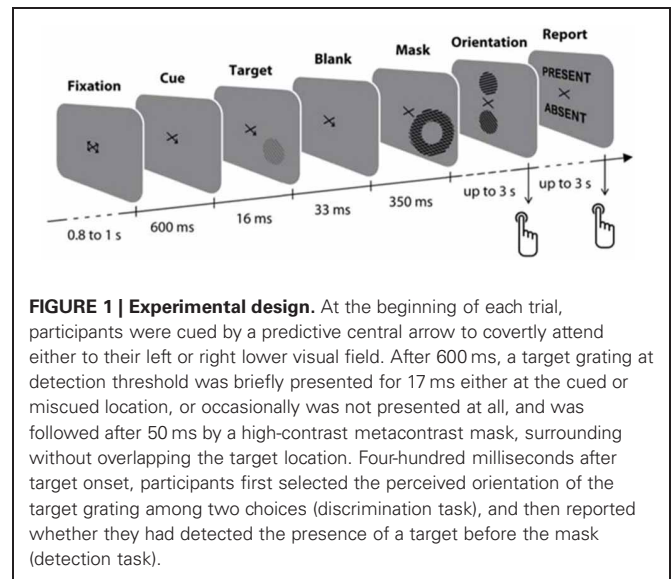 Fixation
Cue
Target
Blank
Mask
Orientation
Report
PRESENT
ABSENT
0.8 to 1 s
600 ms
16 ms
33 ms
350 ms
up to 3 s
up to 3 s
FIGURE 1 | Experimental design. At the beginning of each trial,
participants were cued by a predictive central arrow to covertly attend
either to their left or right lower visual field. After 600 ms, a target grating at
detection threshold was briefly presented for 17 ms either at the cued or
miscued location, or occasionally was not presented at all, and was
followed after 50 ms by a high-contrast metacontrast mask, surrounding
without overlapping the target location. Four-hundred milliseconds after
target onset, participants first selected the perceived orientation of the
target grating among two choices (discrimination task), and then reported
whether they had detected the presence of a target before the mask
(detection task).